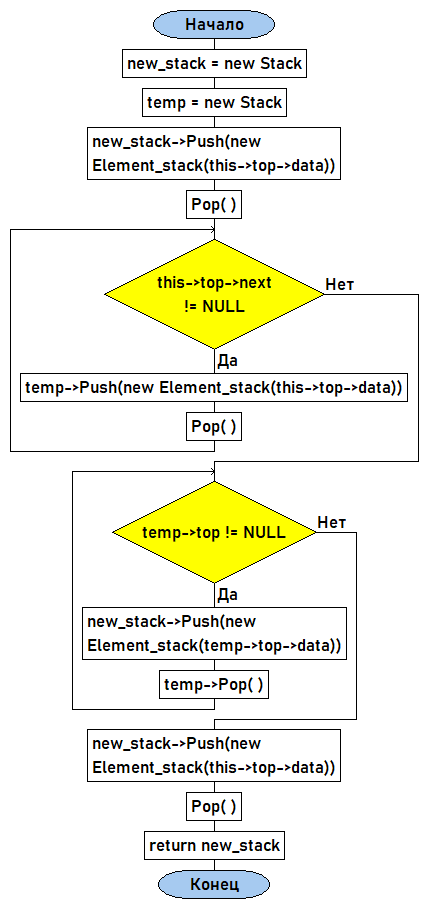 Начало
new_stack = new Stack
temp = new Stack
new_stack->Push(new
Element_stack(this->top->data))
Pop( )
this->top->next
!= NULL
Нет
Да
temp->Push(new Element_stack(this->top->data))
Pop( )
temp->top != NULL
Нет
Да
new_stack->Push(new
Element_stack(temp->top->data))
temp->Pop( )
new_stack->Push(new
Element_stack(this->top->data))
Pop( )
return new_stack
Конец